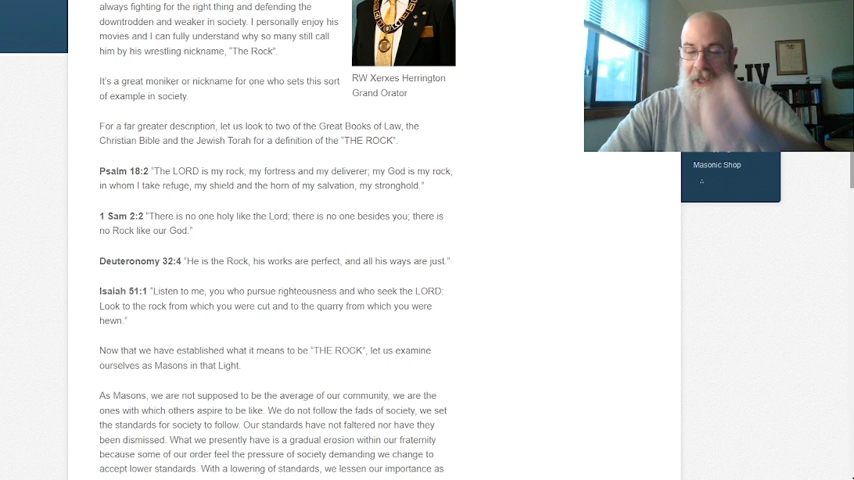 always fighting for the right thing and defending the
downtrodden and weaker in society. I personally enjoy his
movies and I can fully understand why so many still call
him by his wrestling nickname, "The Rock".
RW Xerxes Herrington
Grand Orator
It's a great moniker or nickname for one who sets this sort
of example in society.
For a far greater description, let us look to two of the Great Books of Law, the
Christian Bible and the Jewish Torah for a definition of the "THE ROCK".
Psalm 18:2 "The LORD is my rock, my fortress and my deliverer; my God is my rock,
in whom I take refuge, my shield and the horn of my salvation, my stronghold."
1 Sam 2:2 "There is no one holy like the Lord; there is no one besides you; there is
no Rock like our God."
Deuteronomy 32:4 "He is the Rock, his works are perfect, and all his ways are just."
Isaiah 51:1 "Listen to me, you who pursue righteousness and who seek the LORD:
Look to the rock from which you were cut and to the quarry from which you were
hewn."
Now that we have established what it means to be "THE ROCK", let us examine
ourselves as Masons in that Light.
As Masons, we are not supposed to be the average of our community, we are the
ones with which others aspire to be like. We do not follow the fads of society, we set
the standards for society to follow. Our standards have not faltered nor have they
been dismissed. What we presently have is a gradual erosion within our fraternity
because some of our order feel the pressure of society demanding we change to
accept lower standards. With a lowering of standards, we lessen our importance as
LIV
Masonic Shop